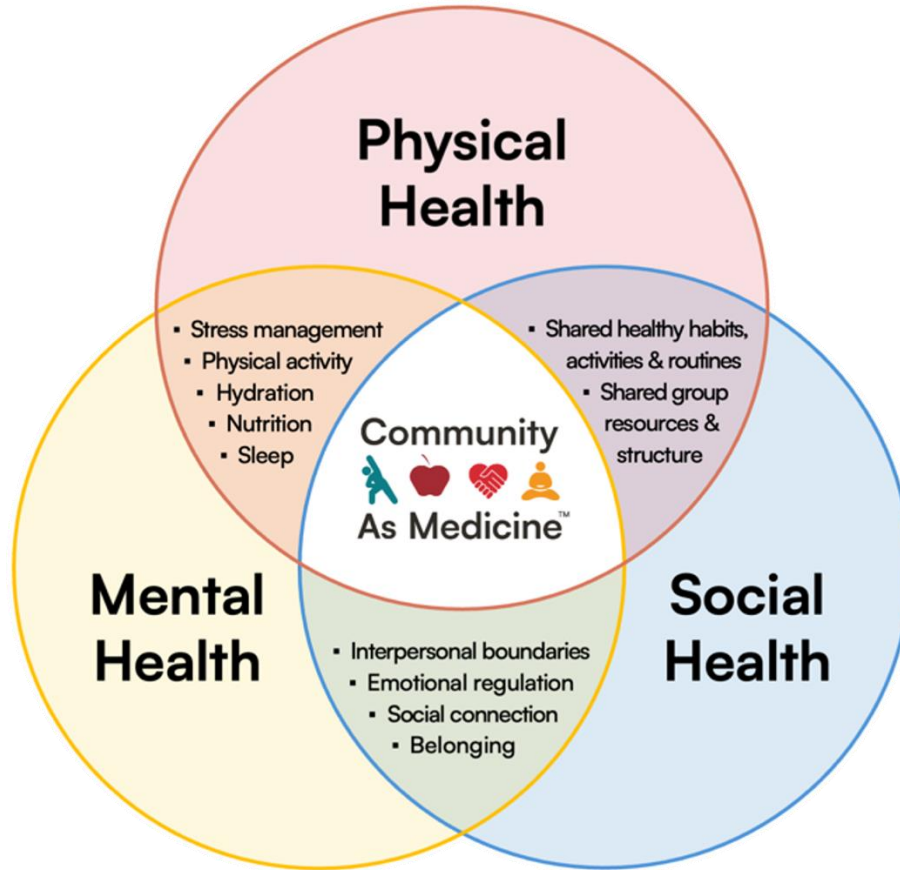 Physical
Health
▪ Stress management
▪ Physical activity
▪ Hydration
▪ Nutrition
▪ Sleep
▪ Shared healthy habits,
activities & routines
▪ Shared group
resources &
structure
Community
As Medicine™
Mental
Health
Social
Health
▪ Interpersonal boundaries
▪ Emotional regulation
▪ Social connection
▪ Belonging